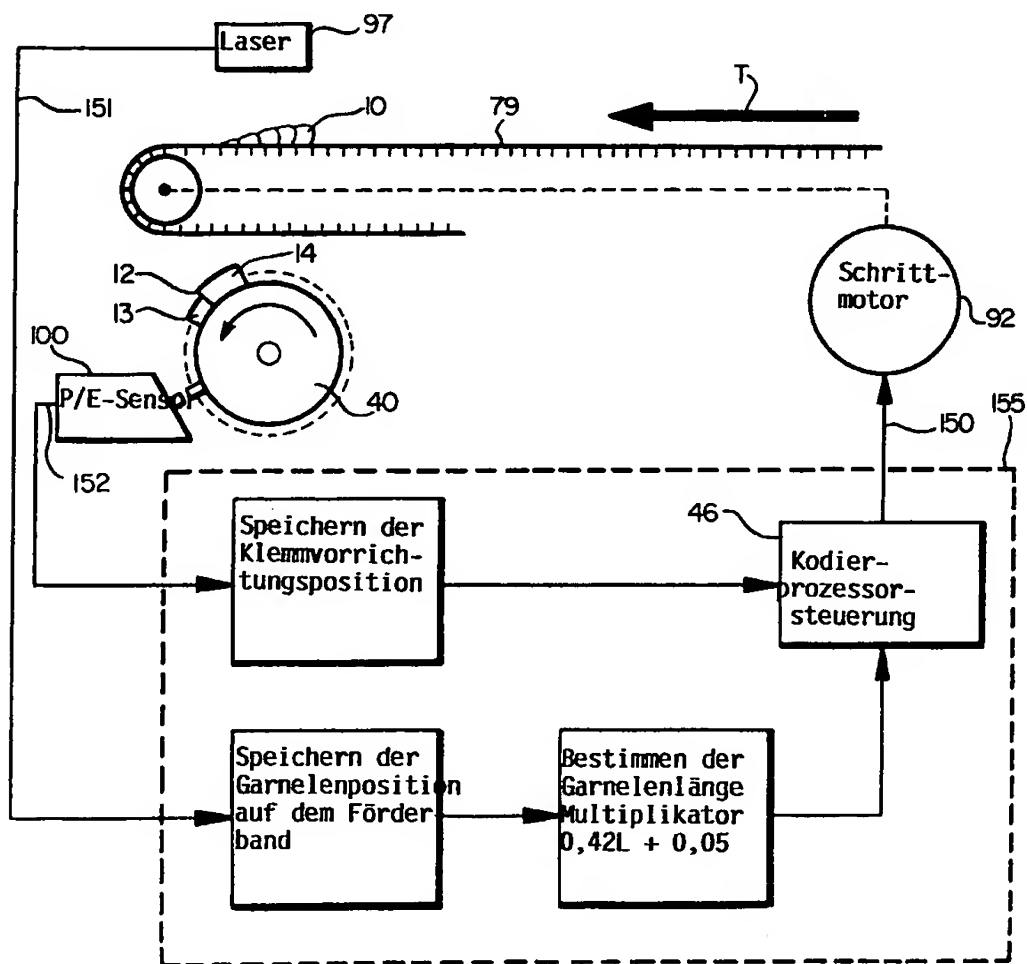 Laser
97
151
10
79
T
14
12
13
Schritt-
motor
92
100
P/E-Sensor
40
150
155
152
46
Speichern der
Klemmvorrich-
tungsposition
Kodier-
prozessor-
steuerung
Speichern der
Garnelenposition
auf dem Förder
band
Bestimmen der
Garnelenlänge
Multiplikator
0,42L + 0,05